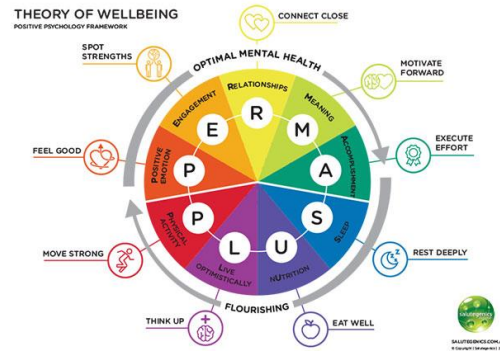 THEORY OF WELLBEING
POSITIVE PSYCHOLOGY FRAMEWORK
CONNECT CLOSE
SPOT
STRENGTHS
OPTIMAL MENTAL HEALTH
MOTIVATE
FORWARD
ENGAGEMENT
RELATIONSHIPS
MEANING
E
R
M
FEEL GOOD
POSITIVE
EMOTION
P
A
ACCOMPLISHMENT
EXECUTE
EFFORT
MOVE STRONG
PHYSICAL
ACTIVITY
P
L
U
S
SLEEP
REST DEEPLY
LIVE
OPTIMISTICALLY
NUTRITION
FLOURISHING
THINK UP
EAT WELL
salutegenics
SALUTEGENICS.COM